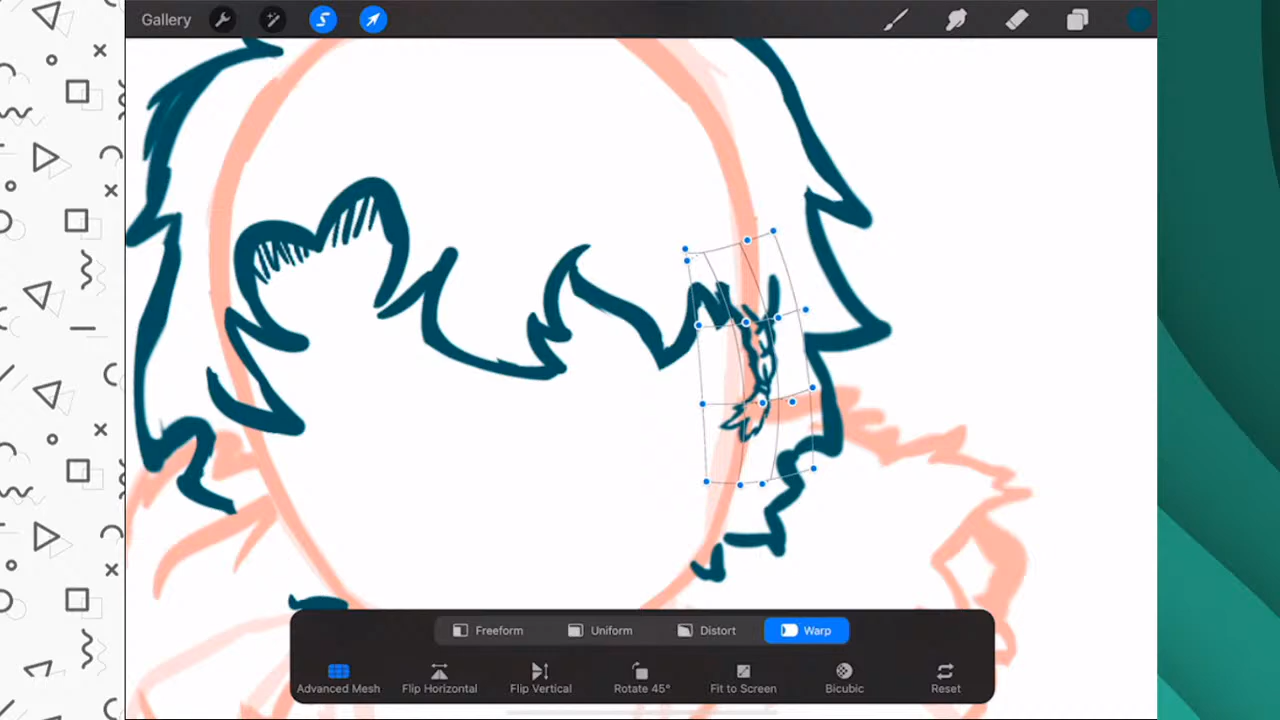 Gallery
Freeform Uniform Distort Warp
Advanced Mesh Flip Horizontal Flip Vertical Rotate 45° Fit to Screen Bicubic Reset